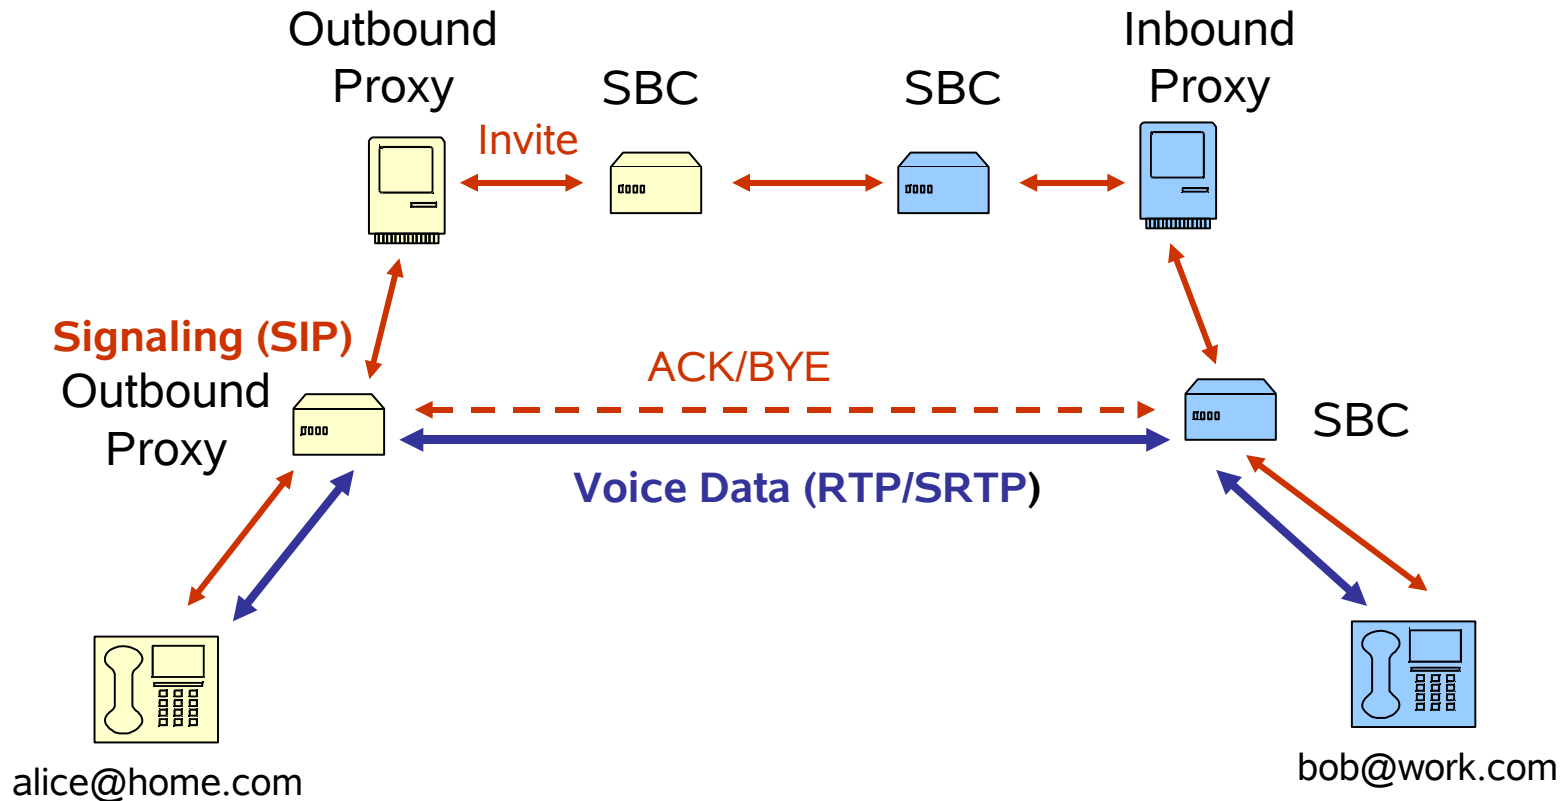 Outbound
Proxy
SBC
SBC
Inbound
Proxy
Invite
Signaling (SIP)
Outbound
Proxy
ACK/BYE
SBC
Voice Data (RTP/SRTP)
alice@home.com
bob@work.com